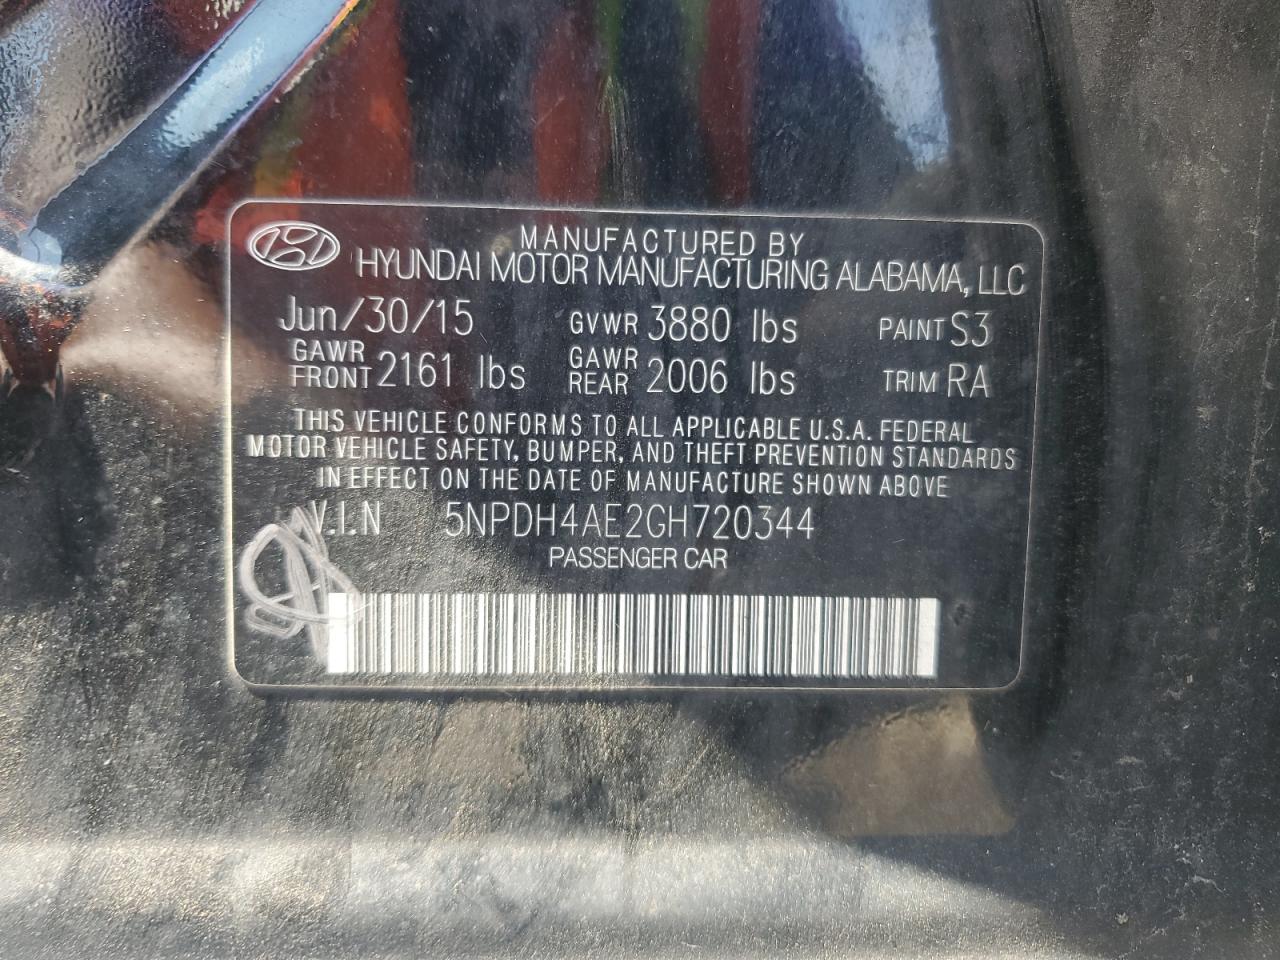 MANUFACTURED BY
HYUNDAI MOTOR MANUFACTURING ALABAMA, LLC
Jun/30/15 GVWR 3880 lbs PAINT S3
GAWR FRONT 2161 lbs GAWR REAR 2006 lbs TRIM RA
THIS VEHICLE CONFORMS TO ALL APPLICABLE U.S.A. FEDERAL
MOTOR VEHICLE SAFETY, BUMPER, AND THEFT PREVENTION STANDARDS
IN EFFECT ON THE DATE OF MANUFACTURE SHOWN ABOVE
V.I.N 5NPDH4AE2GH720344
PASSENGER CAR